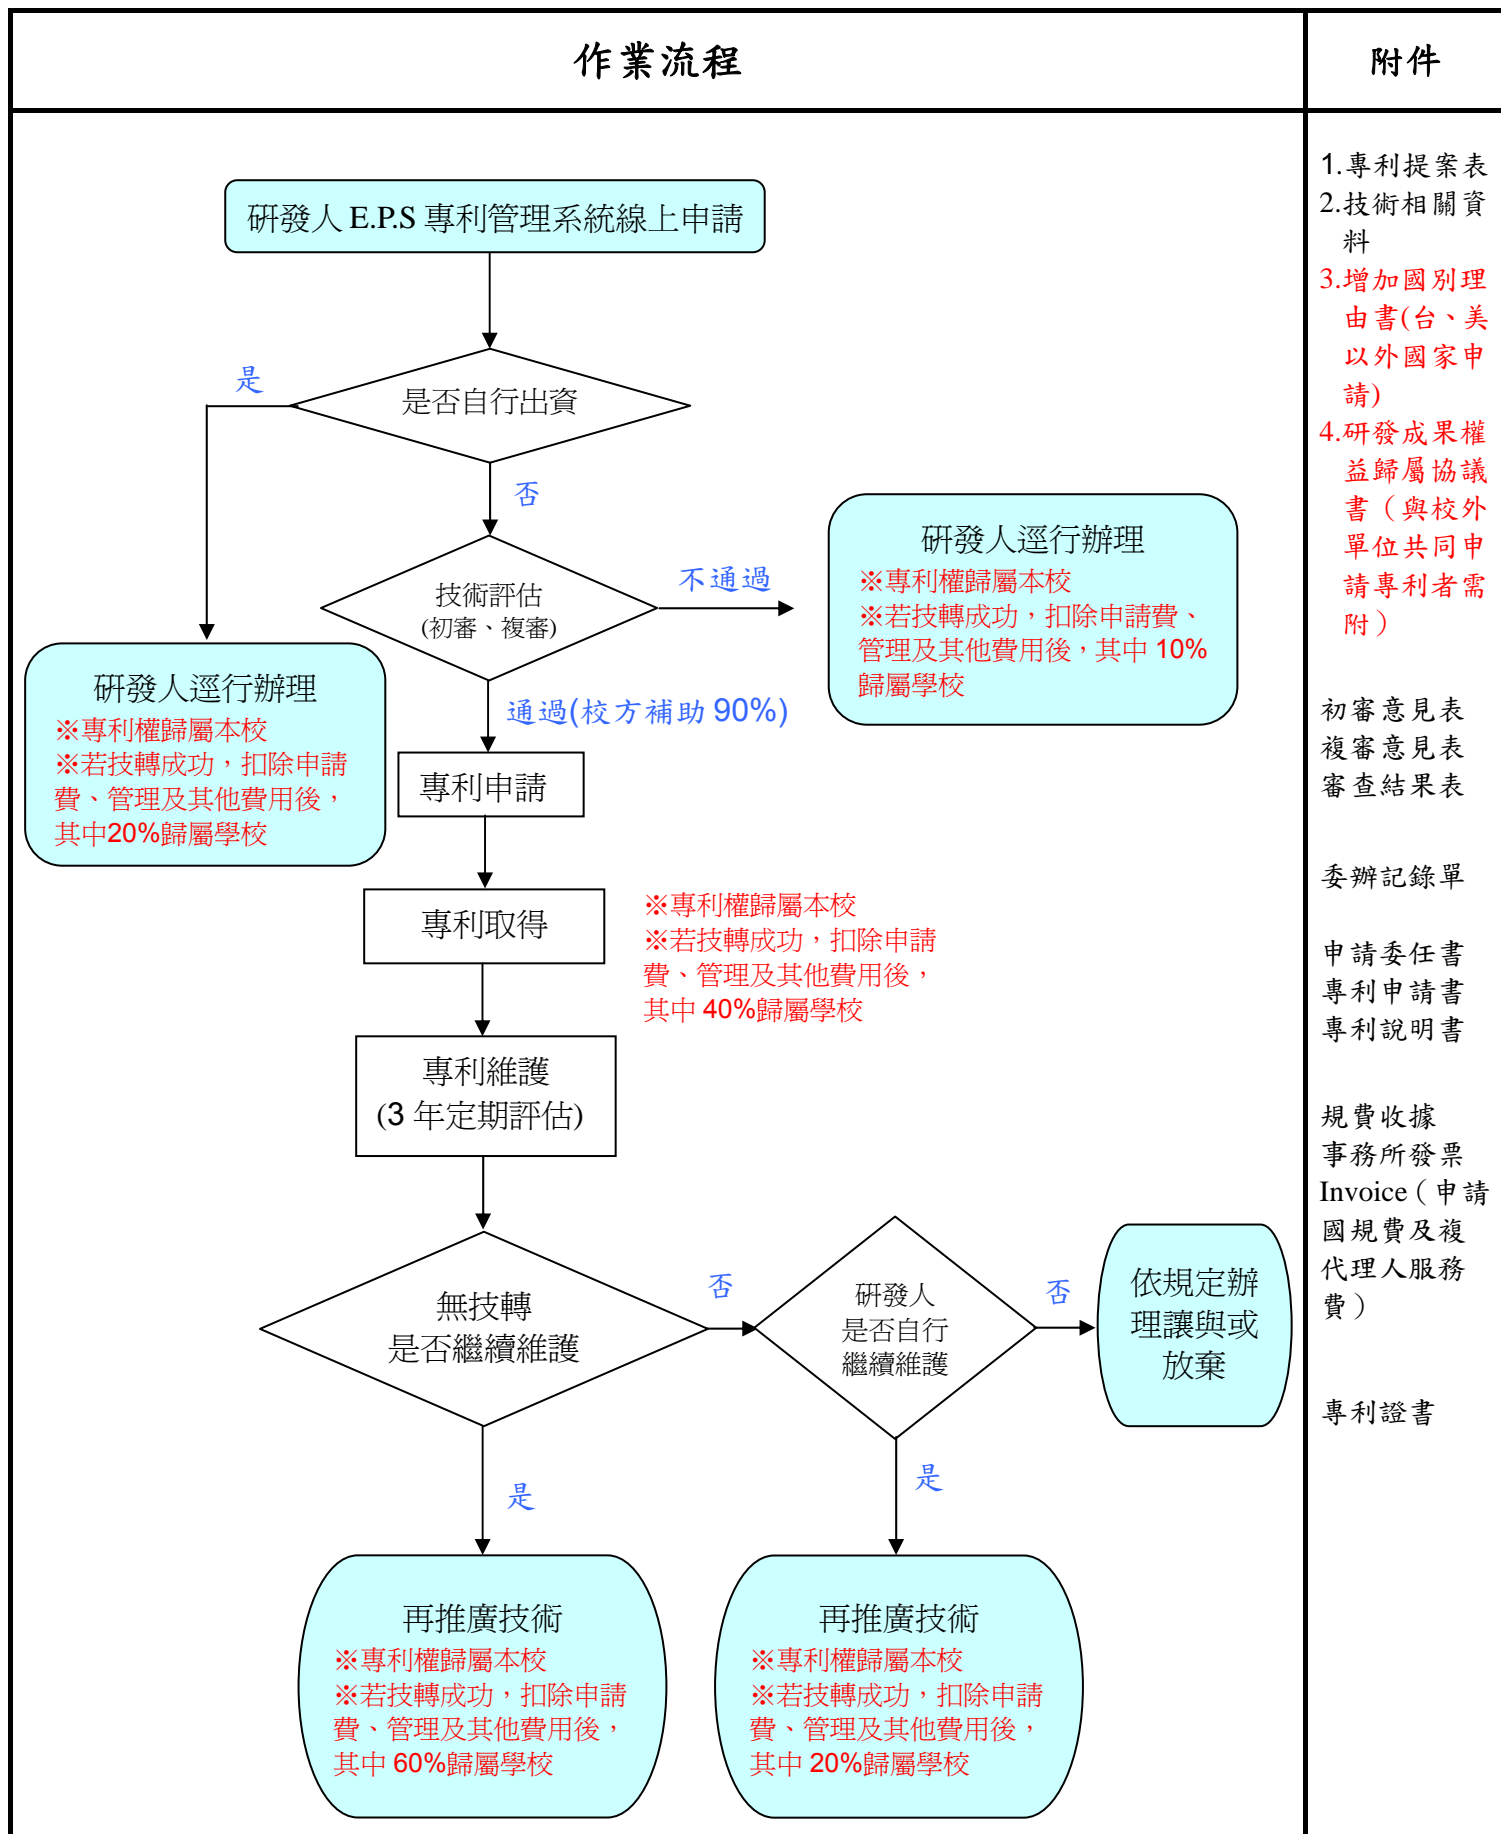 作業流程
附件
研發人 E.P.S 專利管理系統線上申請
是
是否自行出資
否
技術評估
(初審、複審)
不通過
研發人逕行辦理
※專利權歸屬本校
※若技轉成功，扣除申請費、
管理及其他費用後，其中 10%
歸屬學校
研發人逕行辦理
※專利權歸屬本校
※若技轉成功，扣除申請
費、管理及其他費用後，
其中20%歸屬學校
通過(校方補助 90%)
專利申請
專利取得
※專利權歸屬本校
※若技轉成功，扣除申請
費、管理及其他費用後，
其中 40%歸屬學校
專利維護
(3 年定期評估)
無技轉
是否繼續維護
否
研發人
是否自行
繼續維護
否
依規定辦
理讓與或
放棄
是
是
再推廣技術
※專利權歸屬本校
※若技轉成功，扣除申請
費、管理及其他費用後，
其中 60%歸屬學校
再推廣技術
※專利權歸屬本校
※若技轉成功，扣除申請
費、管理及其他費用後，
其中 20%歸屬學校
1.專利提案表
2.技術相關資
料
3.增加國別理
由書(台、美
以外國家申
請)
4.研發成果權
益歸屬協議
書（與校外
單位共同申
請專利者需
附）
初審意見表
複審意見表
審查結果表
委辦記錄單
申請委任書
專利申請書
專利說明書
規費收據
事務所發票
Invoice（申請
國規費及複
代理人服務
費）
專利證書